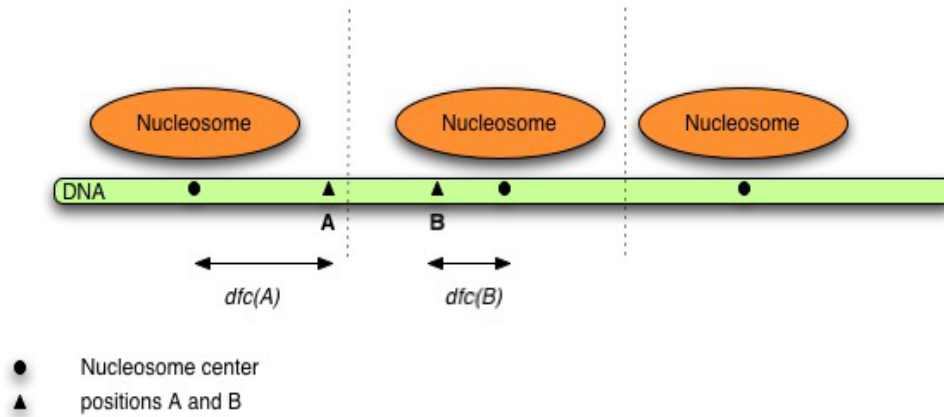 Nucleosome Nucleosome Nucleosome
DNA
A B
dfc(A) dfc(B)
Nucleosome center
positions A and B